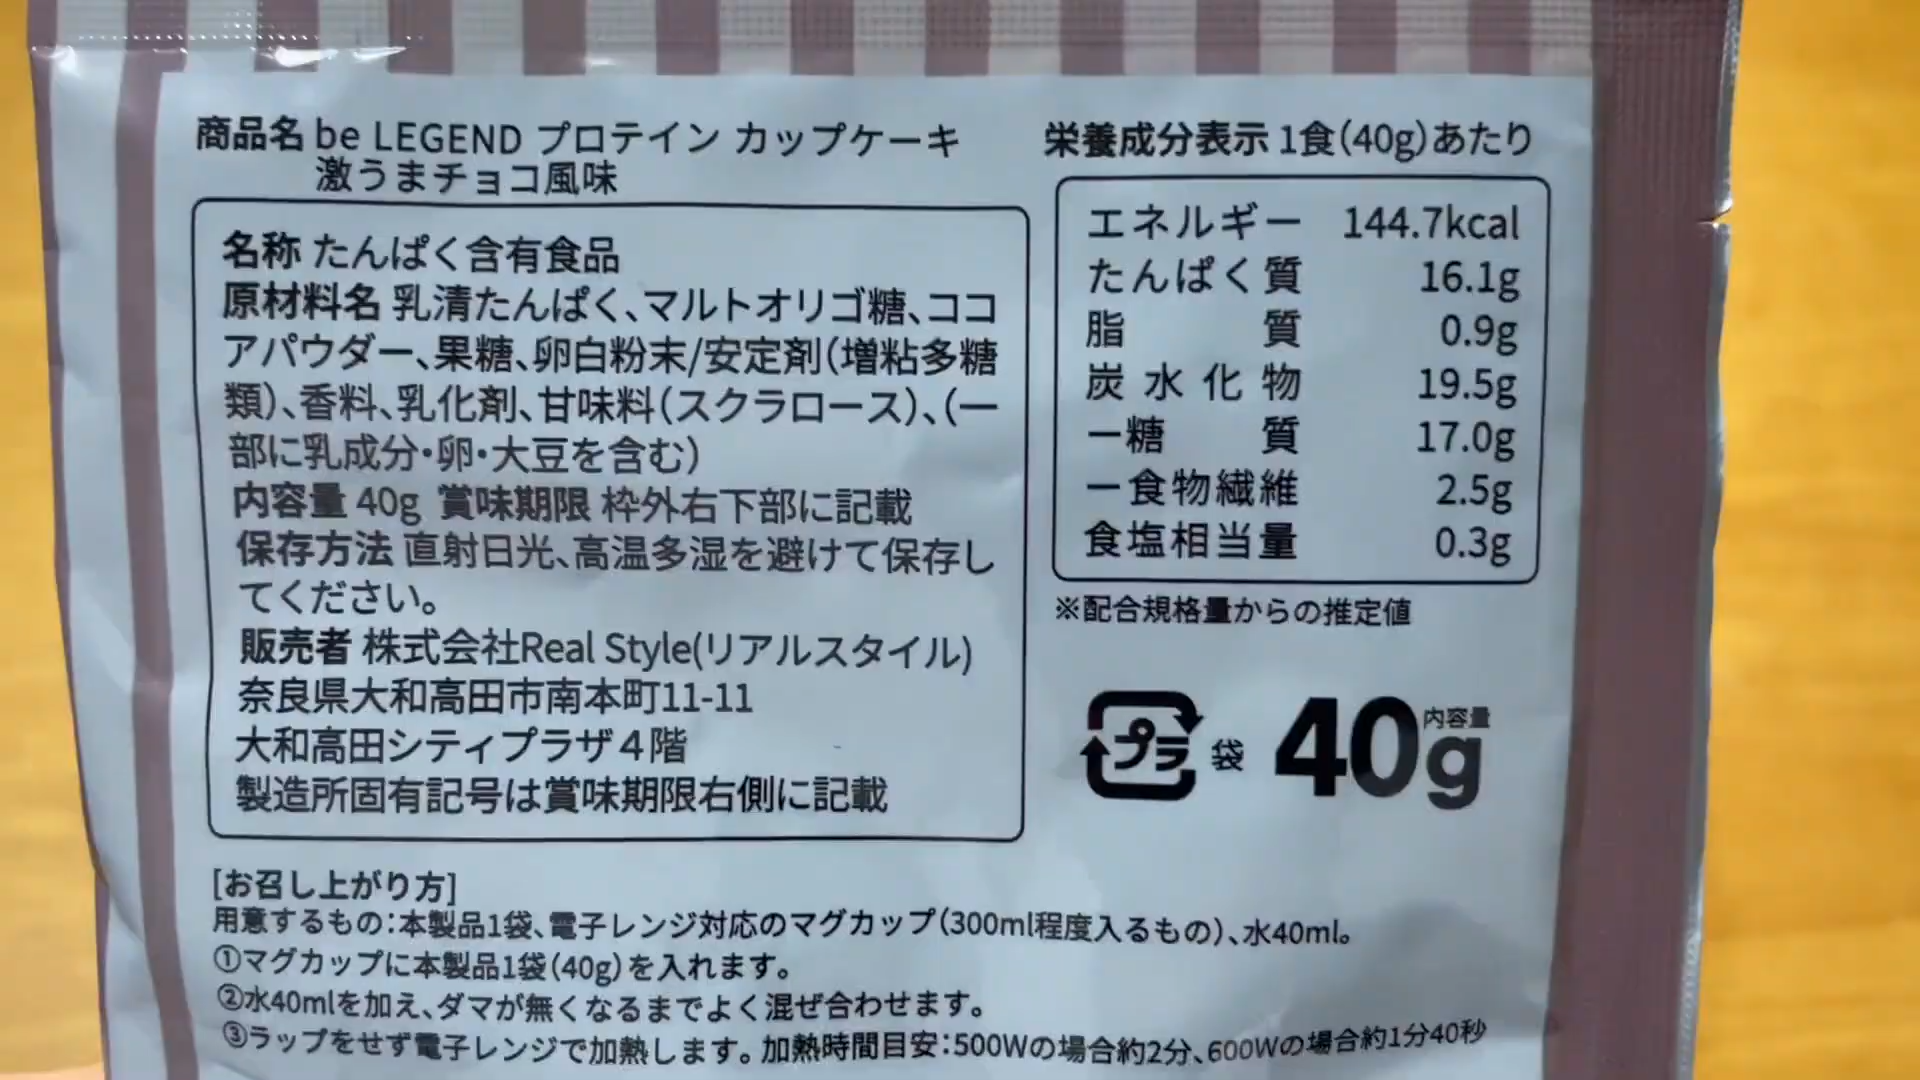 商品名 be LEGEND プロテイン カップケーキ
激うまチョコ風味
名称 たんぱく含有食品
原材料名 乳清たんぱく、マルトオリゴ糖、ココ
アパウダー、果糖、卵白粉末/安定剤(増粘多糖
類)、香料、乳化剤、甘味料(スクラロース)、(一
部に乳成分・卵・大豆を含む)
内容量 40g 賞味期限 枠外右下部に記載
保存方法 直射日光、高温多湿を避けて保存し
てください。
販売者 株式会社Real Style(リアルスタイル)
奈良県大和高田市南本町11-11
大和高田シティプラザ4階
製造所固有記号は賞味期限右側に記載
栄養成分表示 1食(40g)あたり
エネルギー 144.7kcal
たんぱく質 16.1g
脂質 0.9g
炭水化物 19.5g
ー糖質 17.0g
ー食物繊維 2.5g
食塩相当量 0.3g
※配合規格量からの推定値
プラ 袋 内容量 40g
[お召し上がり方]
用意するもの:本製品1袋、電子レンジ対応のマグカップ(300ml程度入るもの)、水40ml。
①マグカップに本製品1袋(40g)を入れます。
②水40mlを加え、ダマが無くなるまでよく混ぜ合わせます。
③ラップをせず電子レンジで加熱します。加熱時間目安:500Wの場合約2分、600Wの場合約1分40秒